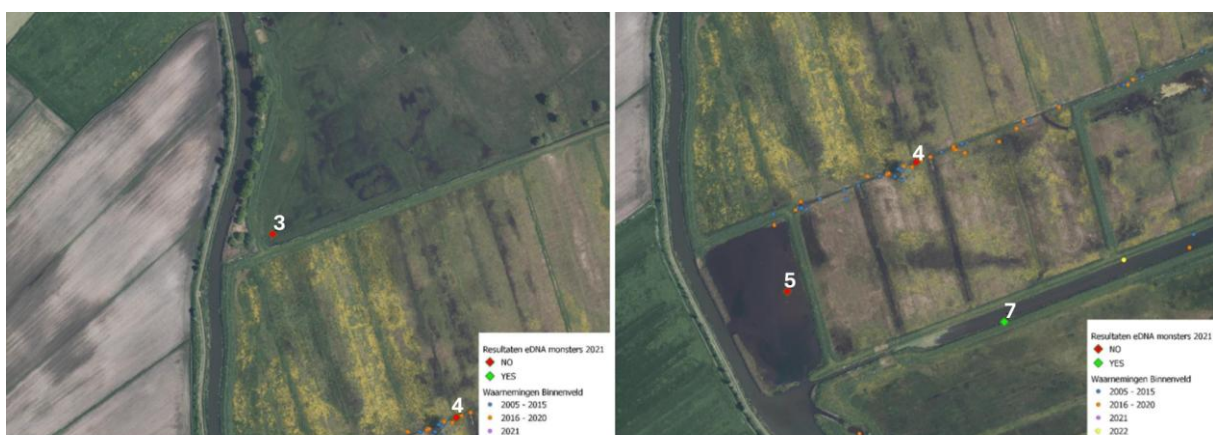 3
4
Resultaten eDNA monsters 2021
NO
YES
Waarnemingen Binnenveld
2005 - 2015
2016 - 2020
2021
4
5
7
Resultaten eDNA monsters 2021
NO
YES
Waarnemingen Binnenveld
2005 - 2015
2016 - 2020
2021
2022